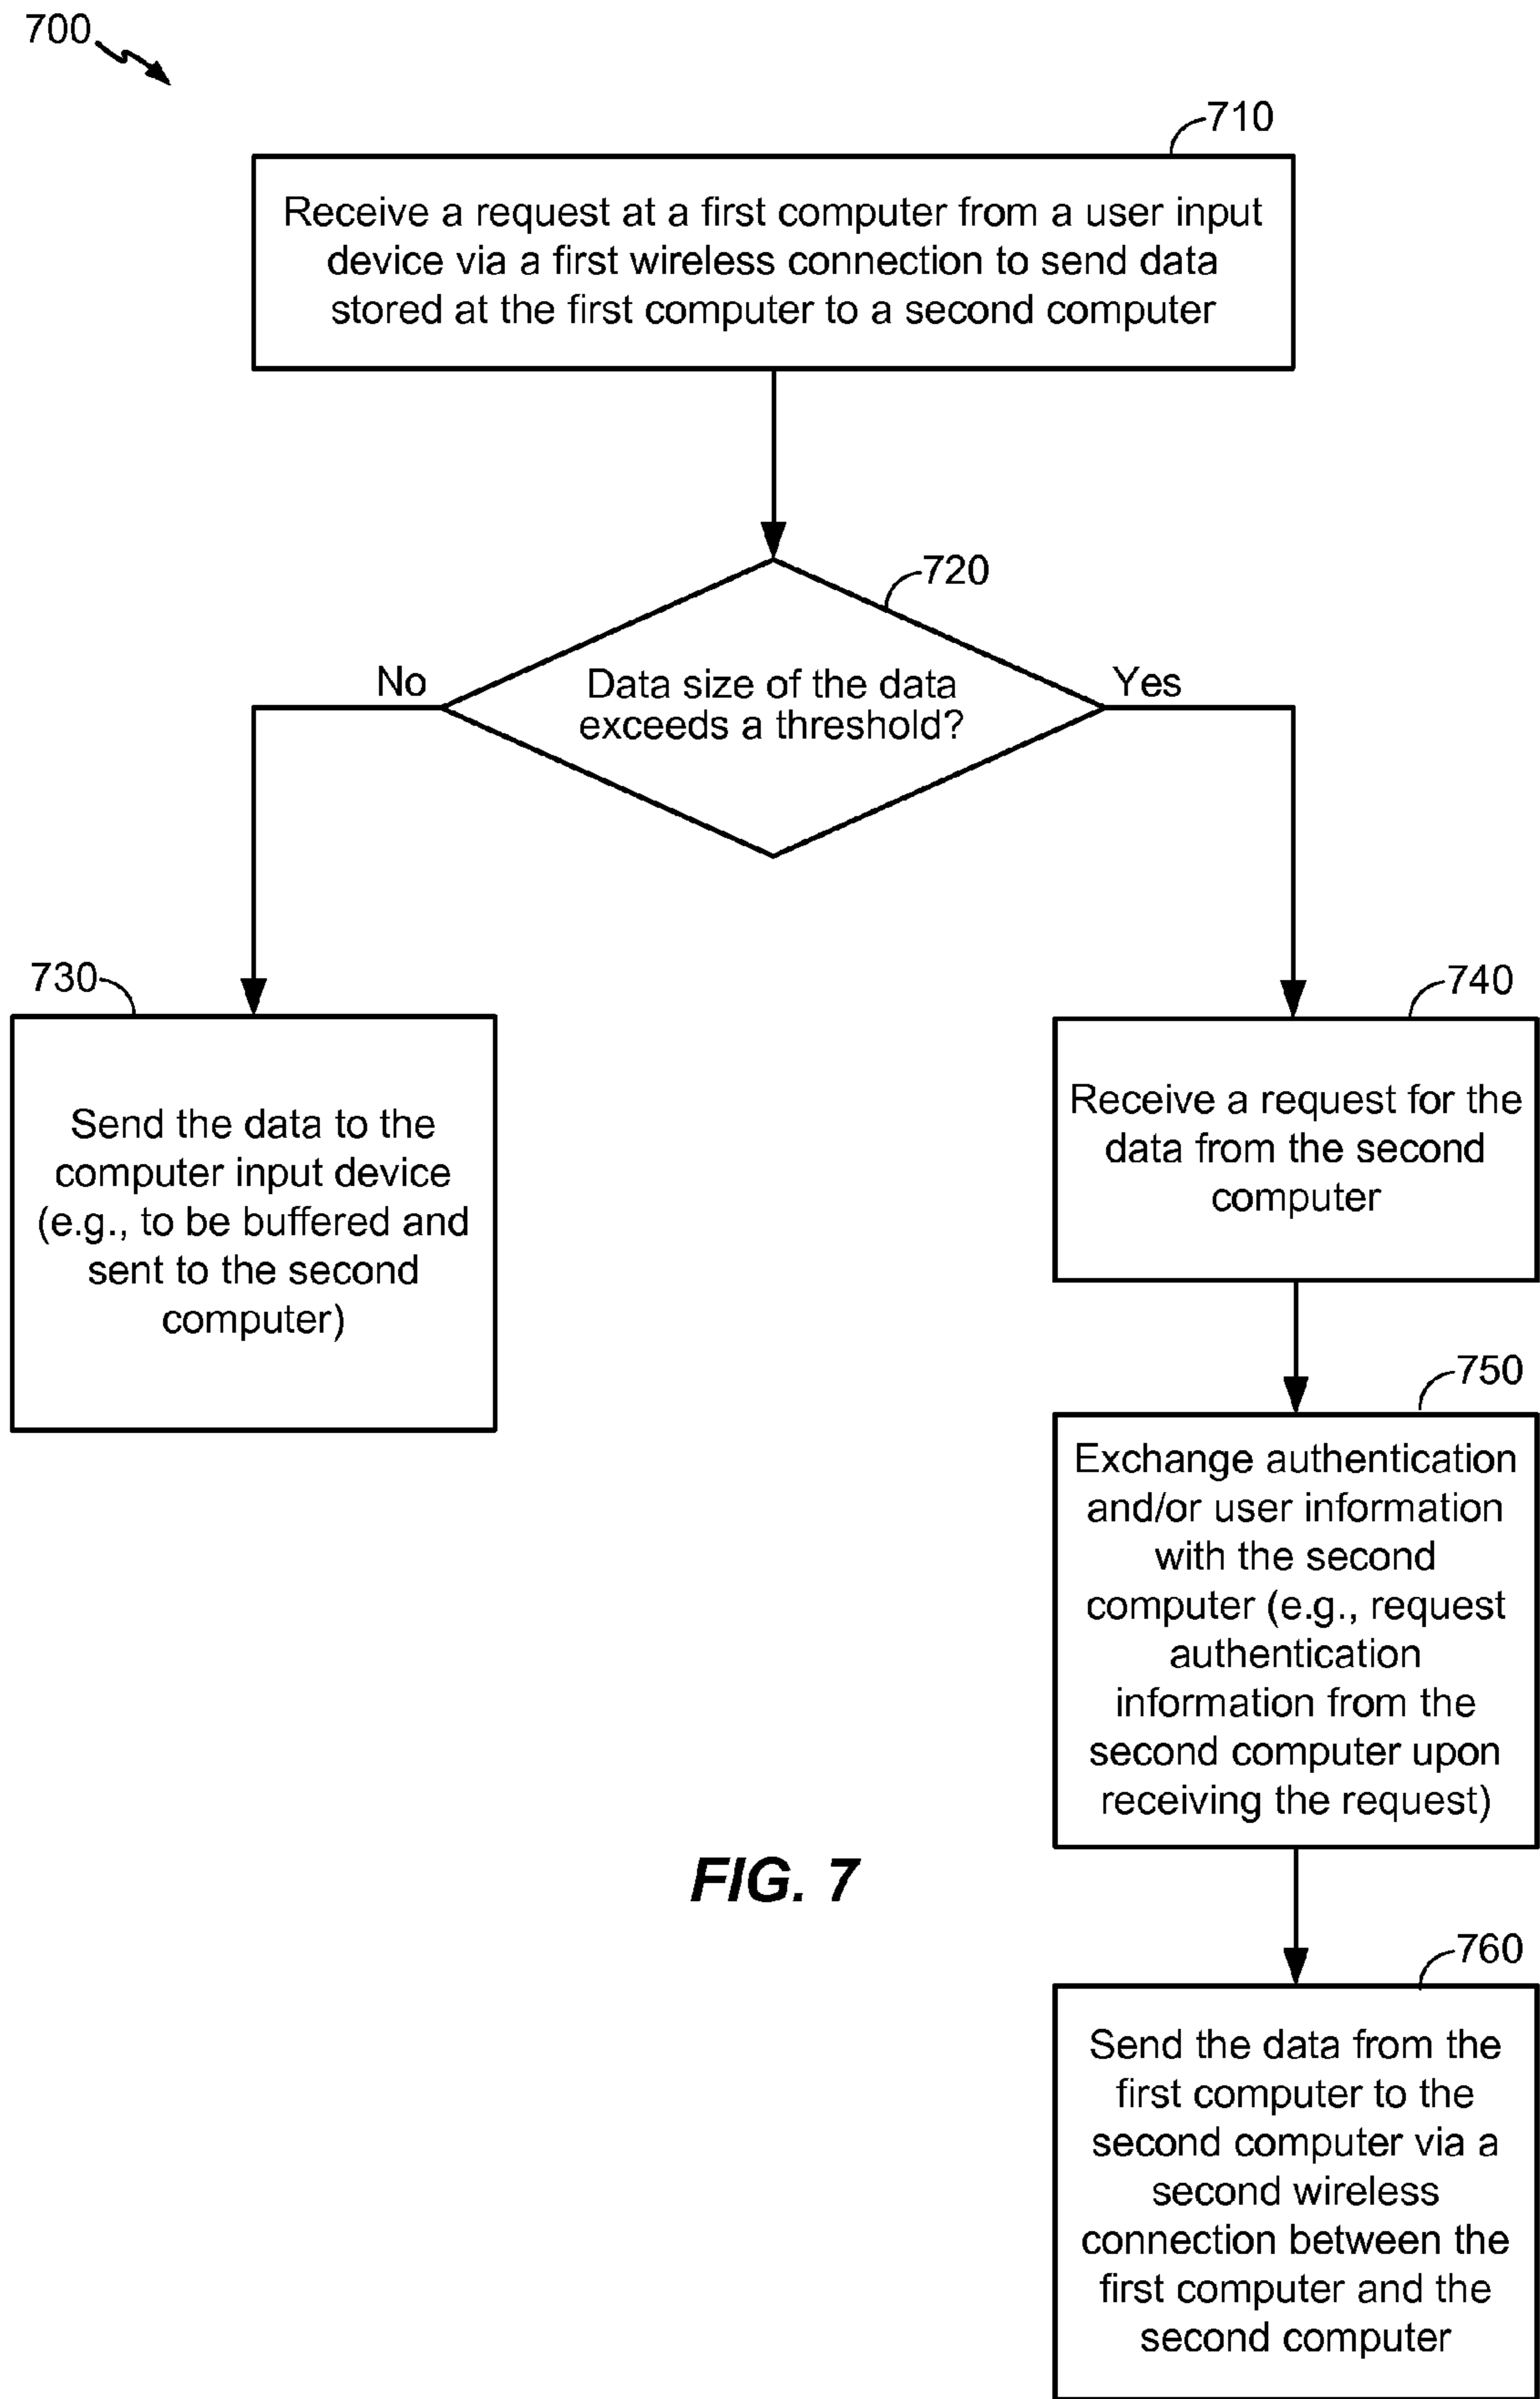 700
710
Receive a request at a first computer from a user input
device via a first wireless connection to send data
stored at the first computer to a second computer
720
No
Data size of the data
exceeds a threshold?
Yes
730
Send the data to the
computer input device
(e.g., to be buffered and
sent to the second
computer)
740
Receive a request for the
data from the second
computer
750
Exchange authentication
and/or user information
with the second
computer (e.g., request
authentication
information from the
second computer upon
receiving the request)
FIG. 7
760
Send the data from the
first computer to the
second computer via a
second wireless
connection between the
first computer and the
second computer